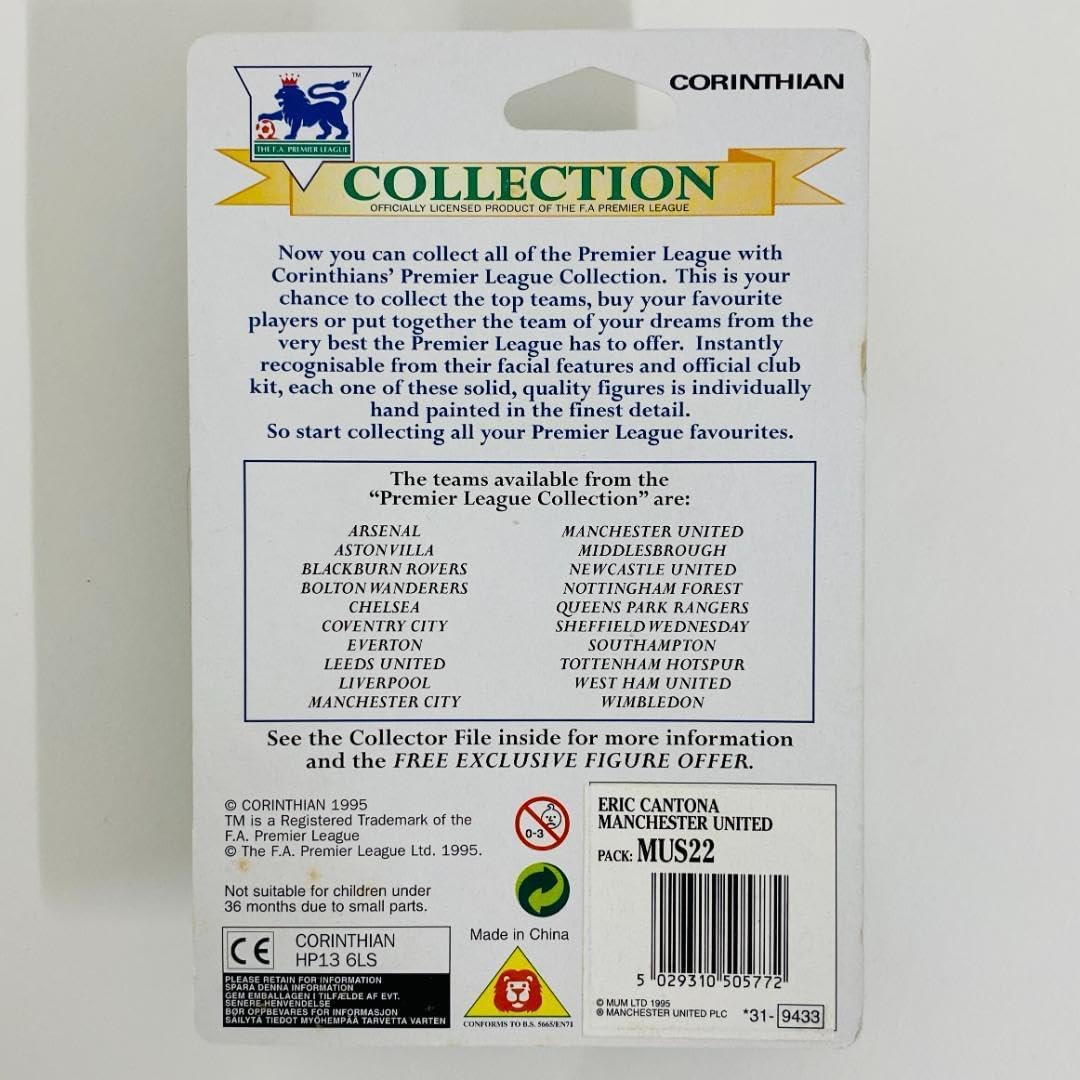 TM
THE F.A. PREMIER LEAGUE
CORINTHIAN
COLLECTION
OFFICIALLY LICENSED PRODUCT OF THE F.A PREMIER LEAGUE
Now you can collect all of the Premier League with
Corinthians' Premier League Collection. This is your
chance to collect the top teams, buy your favourite
players or put together the team of your dreams from the
very best the Premier League has to offer. Instantly
recognisable from their facial features and official club
kit, each one of these solid, quality figures is individually
hand painted in the finest detail.
So start collecting all your Premier League favourites.
The teams available from the
“Premier League Collection” are:
ARSENAL
ASTON VILLA
BLACKBURN ROVERS
BOLTON WANDERERS
CHELSEA
COVENTRY CITY
EVERTON
LEEDS UNITED
LIVERPOOL
MANCHESTER CITY
MANCHESTER UNITED
MIDDLESBROUGH
NEWCASTLE UNITED
NOTTINGHAM FOREST
QUEENS PARK RANGERS
SHEFFIELD WEDNESDAY
SOUTHAMPTON
TOTTENHAM HOTSPUR
WEST HAM UNITED
WIMBLEDON
See the Collector File inside for more information
and the FREE EXCLUSIVE FIGURE OFFER.
© CORINTHIAN 1995
TM is a Registered Trademark of the
F.A. Premier League
© The F.A. Premier League Ltd. 1995.
Not suitable for children under
36 months due to small parts.
CE
CORINTHIAN
HP13 6LS
PLEASE RETAIN FOR INFORMATION
SPARA DENNA INFORMATION
GEM EMBALLAGEN I TILFÆLDE AF EVT.
SENERE HENVENDELSE
BØR OPPBEVARES FOR INFORMASJON
SÄILYTÄ TIEDOT MYÖHEMPÄÄ TARVETTA VARTEN
0-3
Made in China
CONFORMS TO B.S. 5665/EN71
ERIC CANTONA
MANCHESTER UNITED
PACK: MUS22
5 029310 505772
© MUM LTD 1995
® MANCHESTER UNITED PLC
*31- 9433